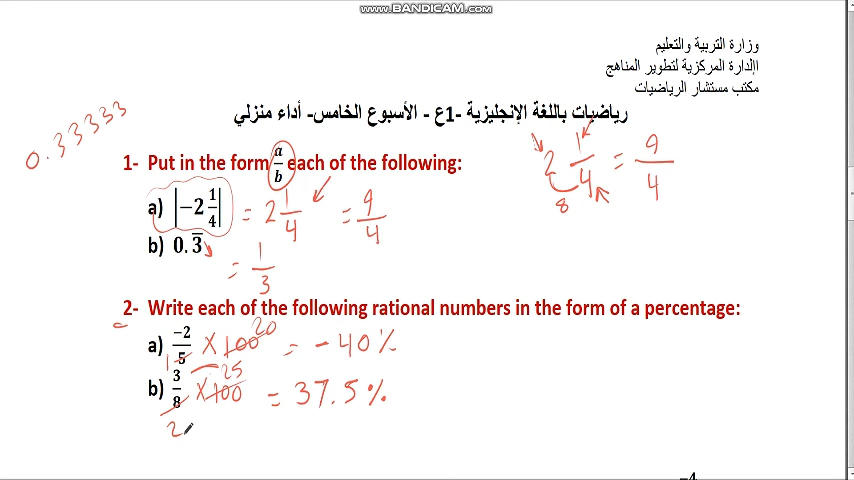 WWW.BANDICAM.COM
وزارة التربية والتعليم
اإلدارة المركزية لتطوير المناهج
مكتب مستشار الرياضيات
رياضيات باللغة الإنجليزية -1ع - الأسبوع الخامس- أداء منزلي
0.33333
2 1/4 = 9/4
8
1- Put in the form a/b each of the following:
a) |−2 1/4| = 2 1/4 = 9/4
b) 0.3̅
= 1/3
2- Write each of the following rational numbers in the form of a percentage:
a) −2/5 × 100 = -40%
20
1
b) 3/8 × 100 = 37.5%
25
2